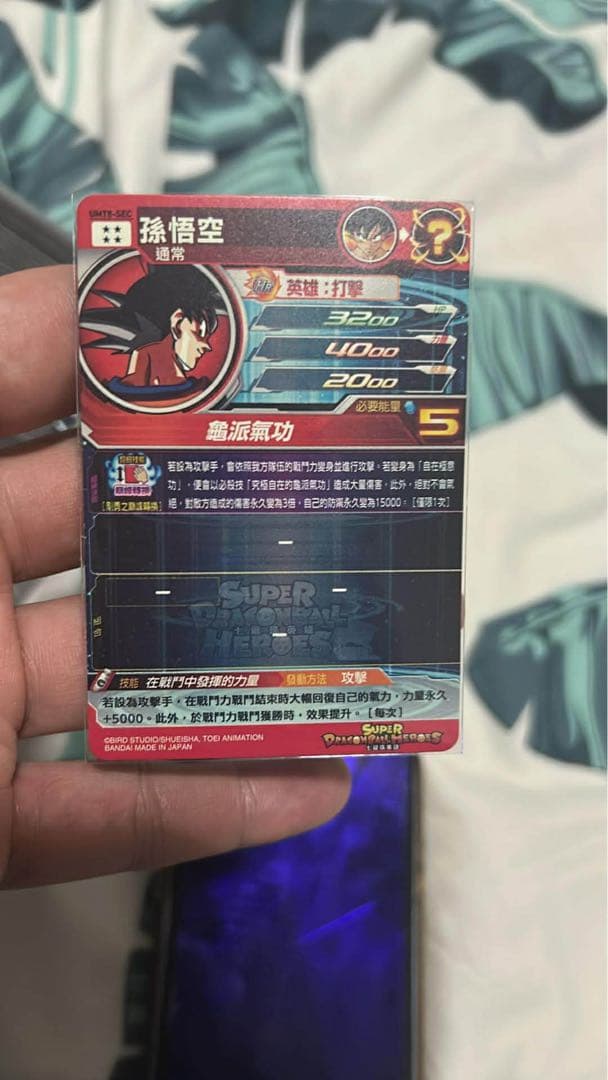 UMT8-SEC
孫悟空
通常
?
英雄：打擊
3200
4000
2000
必要能量 5
龜派氣功
若設為攻擊手，會依照我方隊伍的戰鬥力變身並進行攻擊。若變身為「自在極意
功」，便會以必殺技「究極自在的龜派氣功」造成大量傷害。此外，絕對不會氣
絕，對敵方造成的傷害永久變為3倍，自己的防禦永久變為15000。［僅限1次］
SUPER
DRAGONBALL
HEROES
技能 在戰鬥中發揮的力量 發動方法 攻擊
若設為攻擊手，在戰鬥力戰鬥結束時大幅回復自己的氣力，力量永久
+5000。此外，於戰鬥力戰鬥獲勝時，效果提升。［每次］
©BIRD STUDIO/SHUEISHA, TOEI ANIMATION
BANDAI MADE IN JAPAN
SUPER
DRAGONBALL HEROES
七龍珠英雄